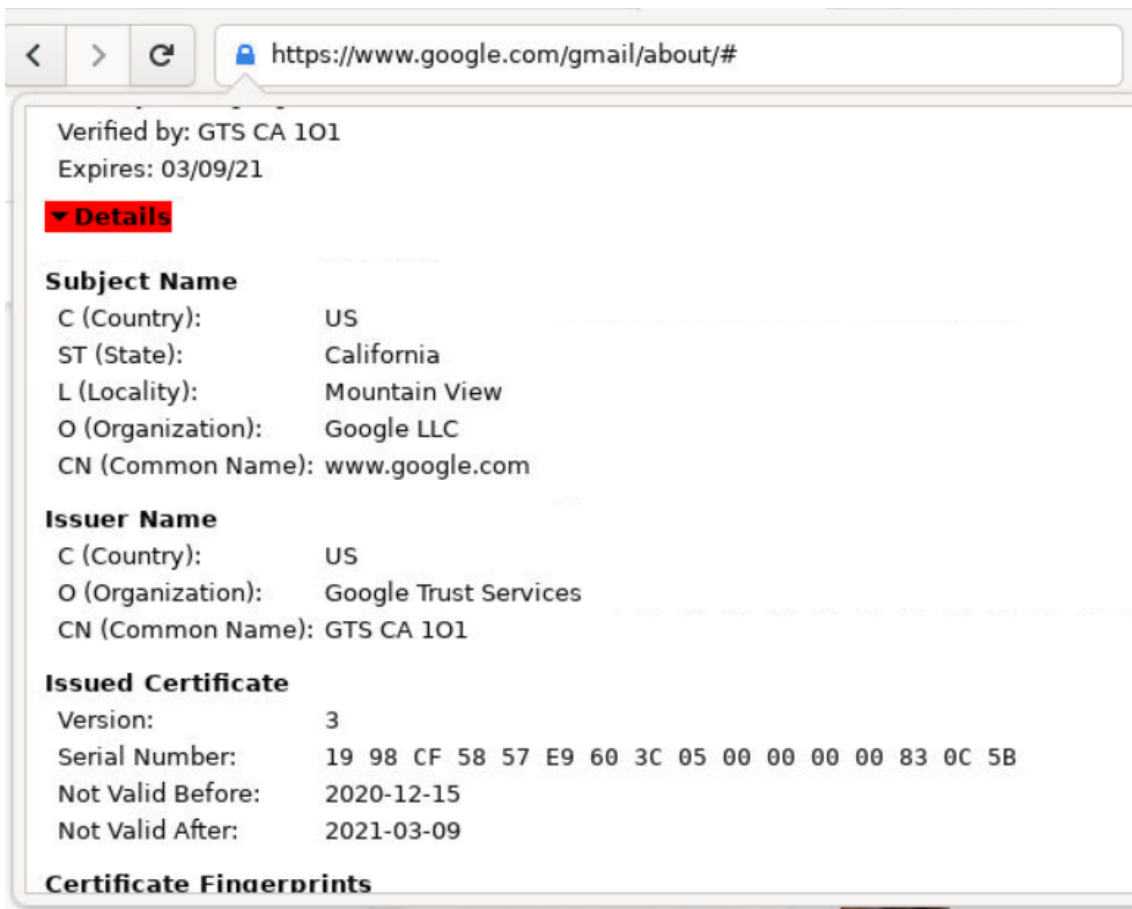 https://www.google.com/gmail/about/#
Verified by: GTS CA 1O1
Expires: 03/09/21
Details
Subject Name
C (Country): US
ST (State): California
L (Locality): Mountain View
O (Organization): Google LLC
CN (Common Name): www.google.com
Issuer Name
C (Country): US
O (Organization): Google Trust Services
CN (Common Name): GTS CA 1O1
Issued Certificate
Version: 3
Serial Number: 19 98 CF 58 57 E9 60 3C 05 00 00 00 00 83 0C 5B
Not Valid Before: 2020-12-15
Not Valid After: 2021-03-09
Certificate Fingerprints